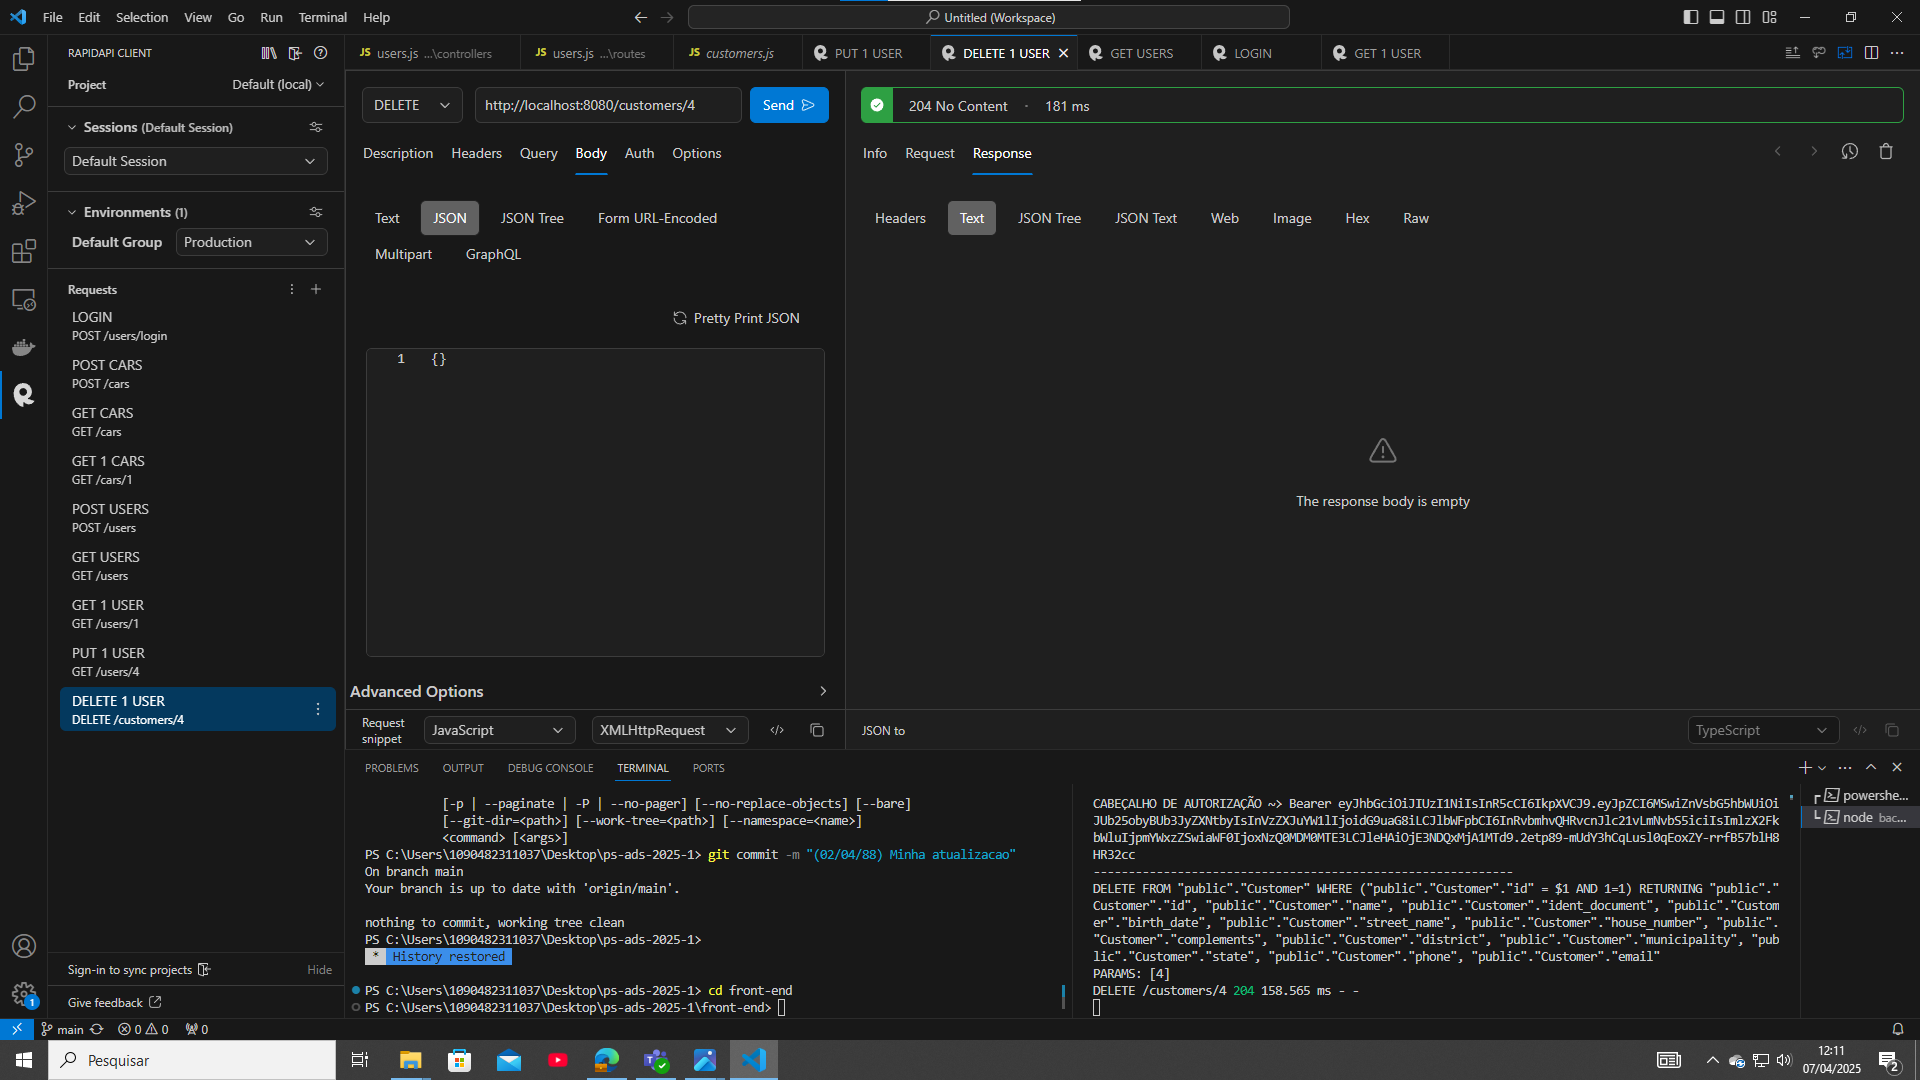 File Edit Selection View Go Run Terminal Help
Untitled (Workspace)
RAPIDAPI CLIENT
JS users.js ...\controllers
JS users.js ...\routes
JS customers.js
PUT 1 USER
DELETE 1 USER
GET USERS
LOGIN
GET 1 USER
Project
Default (local)
Sessions (Default Session)
Default Session
Environments (1)
Default Group Production
Requests
LOGIN
POST /users/login
POST CARS
POST /cars
GET CARS
GET /cars
GET 1 CARS
GET /cars/1
POST USERS
POST /users
GET USERS
GET /users
GET 1 USER
GET /users/1
PUT 1 USER
GET /users/4
DELETE 1 USER
DELETE /customers/4
Sign-in to sync projects
Hide
Give feedback
DELETE http://localhost:8080/customers/4 Send
Description Headers Query Body Auth Options
Text JSON JSON Tree Form URL-Encoded
Multipart GraphQL
Pretty Print JSON
1 {}
Advanced Options
Request snippet JavaScript XMLHttpRequest
204 No Content · 181 ms
Info Request Response
Headers Text JSON Tree JSON Text Web Image Hex Raw
The response body is empty
JSON to
TypeScript
PROBLEMS OUTPUT DEBUG CONSOLE TERMINAL PORTS
[-p | --paginate | -P | --no-pager] [--no-replace-objects] [--bare]
[--git-dir=<path>] [--work-tree=<path>] [--namespace=<name>]
<command> [<args>]
PS C:\Users\1090482311037\Desktop\ps-ads-2025-1> git commit -m "(02/04/88) Minha atualizacao"
On branch main
Your branch is up to date with 'origin/main'.
nothing to commit, working tree clean
PS C:\Users\1090482311037\Desktop\ps-ads-2025-1>
* History restored
PS C:\Users\1090482311037\Desktop\ps-ads-2025-1> cd front-end
PS C:\Users\1090482311037\Desktop\ps-ads-2025-1\front-end>
CABEÇALHO DE AUTORIZAÇÃO ~> Bearer
------------------------------------------------------------
DELETE FROM "public"."Customer" WHERE ("public"."Customer"."id" = $1 AND 1=1) RETURNING "public"."
Customer"."id", "public"."Customer"."name", "public"."Customer"."ident_document", "public"."Custom
er"."birth_date", "public"."Customer"."street_name", "public"."Customer"."house_number", "public".
"Customer"."complements", "public"."Customer"."district", "public"."Customer"."municipality", "pub
lic"."Customer"."state", "public"."Customer"."phone", "public"."Customer"."email"
PARAMS: [4]
DELETE /customers/4 204 158.565 ms - -
powershe...
node bac...
main 0 0 0
1
Pesquisar
12:11
07/04/2025
2